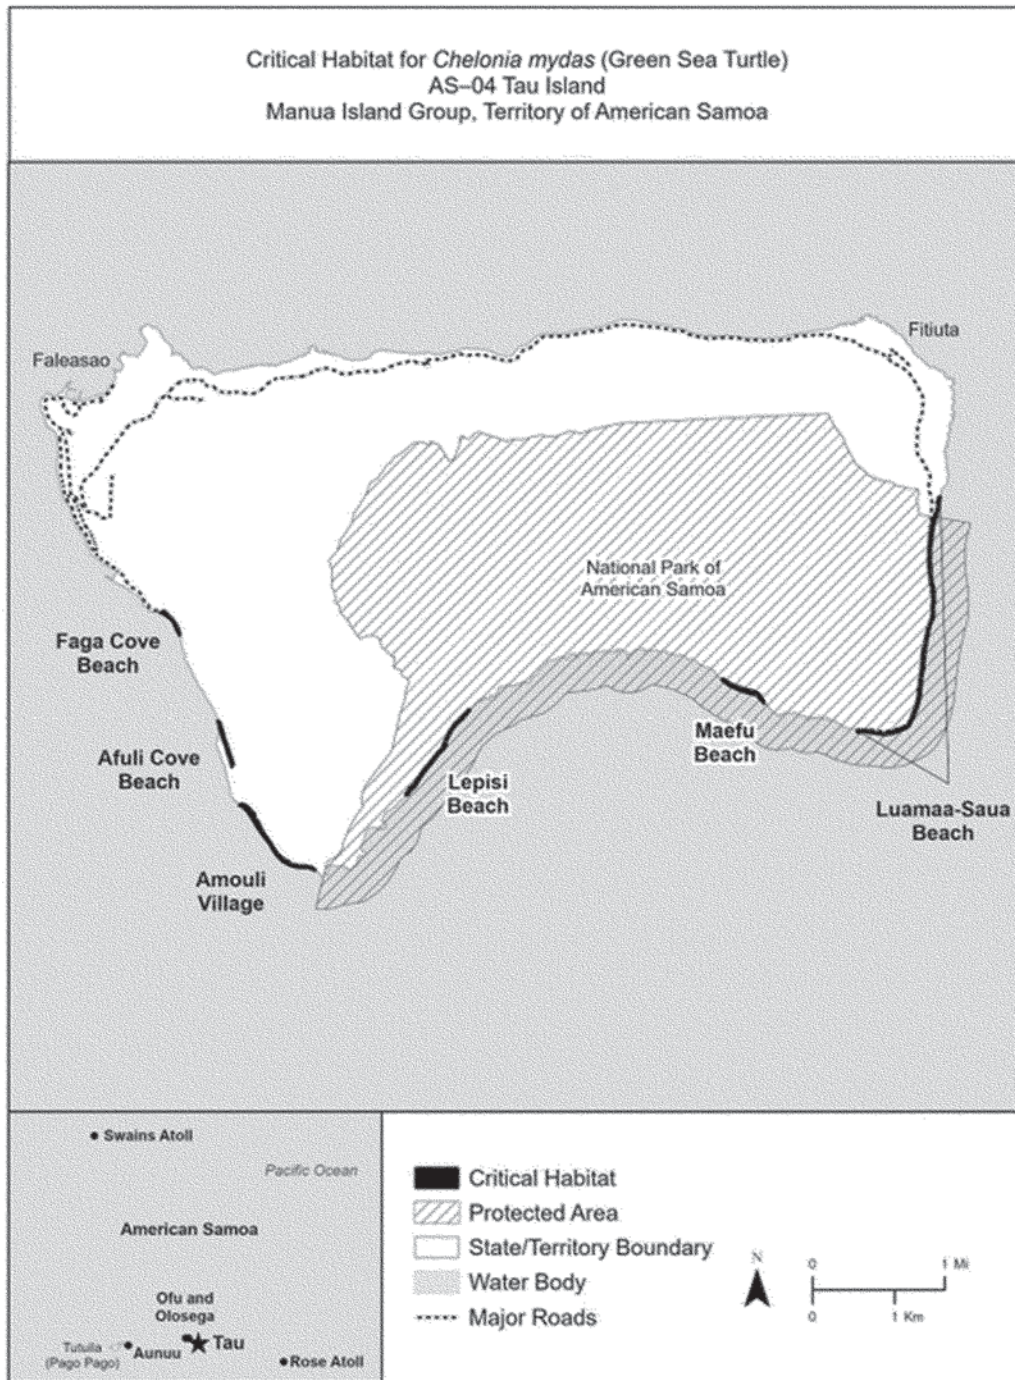 Critical Habitat for Chelonia mydas (Green Sea Turtle)
AS–04 Tau Island
Manua Island Group, Territory of American Samoa
Faleasao
Fitiuta
National Park of
American Samoa
Faga Cove
Beach
Afuli Cove
Beach
Amouli
Village
Lepisi
Beach
Maefu
Beach
Luamaa-Saua
Beach
Swains Atoll
Pacific Ocean
American Samoa
Ofu and
Olosega
Tau
Tutuila
(Pago Pago)
Aunuu
Rose Atoll
Critical Habitat
Protected Area
State/Territory Boundary
Water Body
Major Roads
N
0 1 Mi
0 1 Km